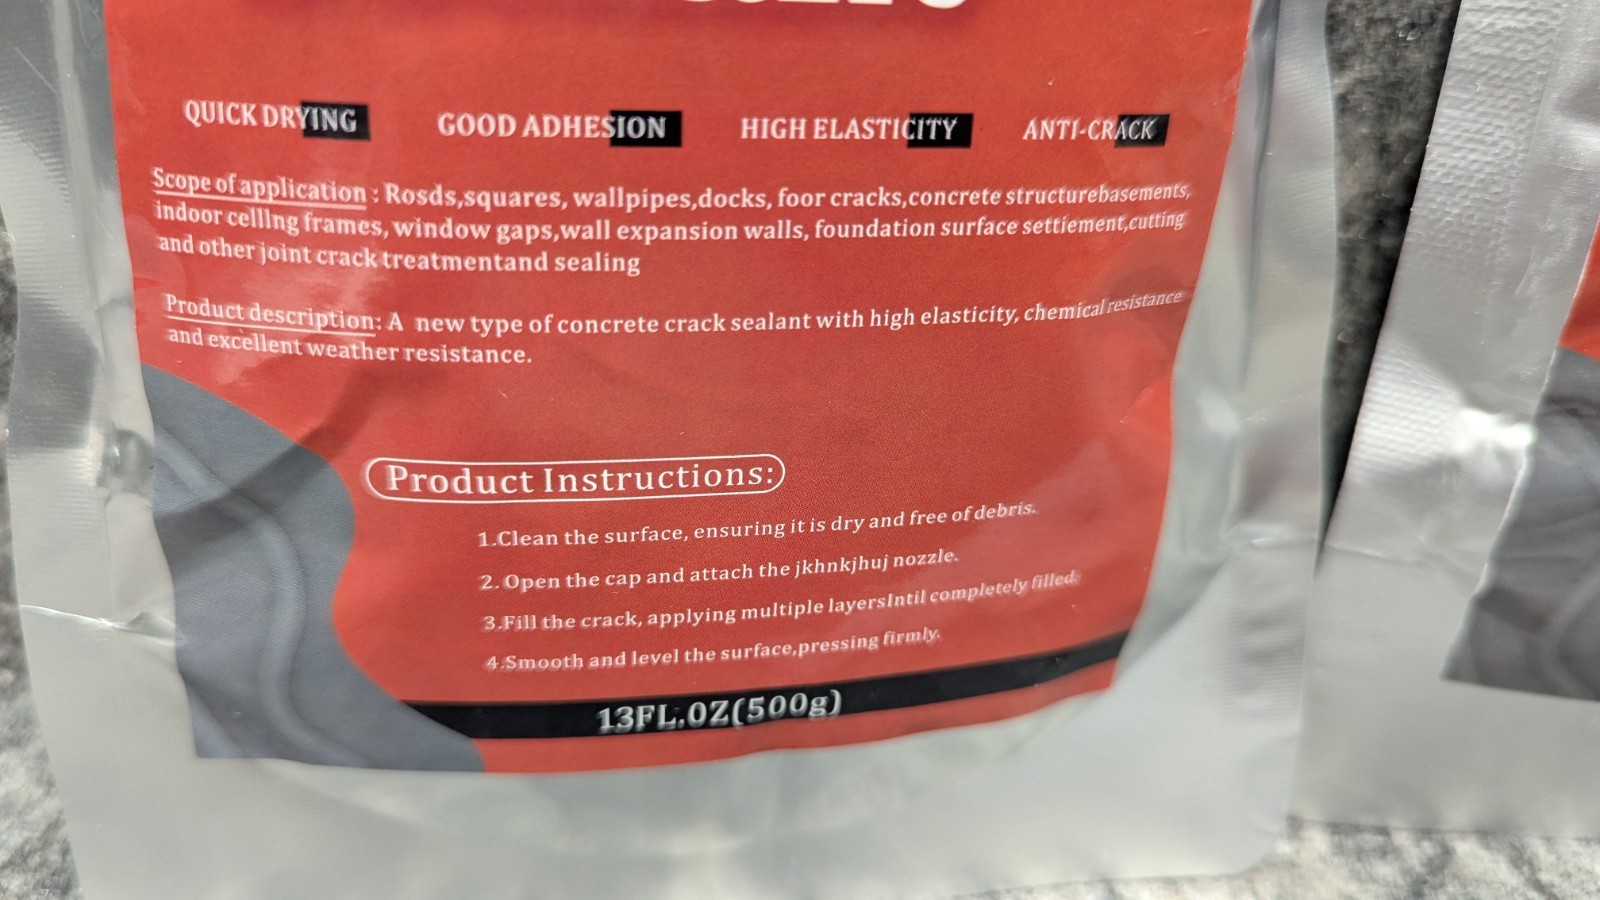 QUICK DRYING GOOD ADHESION HIGH ELASTICITY ANTI-CRACK
Scope of application : Rosds,squares, wallpipes,docks, foor cracks,concrete structurebasements,
indoor celllng frames, window gaps,wall expansion walls, foundation surface settiement,cutting
and other joint crack treatmentand sealing
Product description: A new type of concrete crack sealant with high elasticity, chemical resistance
and excellent weather resistance.
Product Instructions:
1.Clean the surface, ensuring it is dry and free of debris.
2. Open the cap and attach the jkhnkjhuj nozzle.
3.Fill the crack, applying multiple layersIntil completely filled.
4.Smooth and level the surface,pressing firmly.
13FL.OZ(500g)